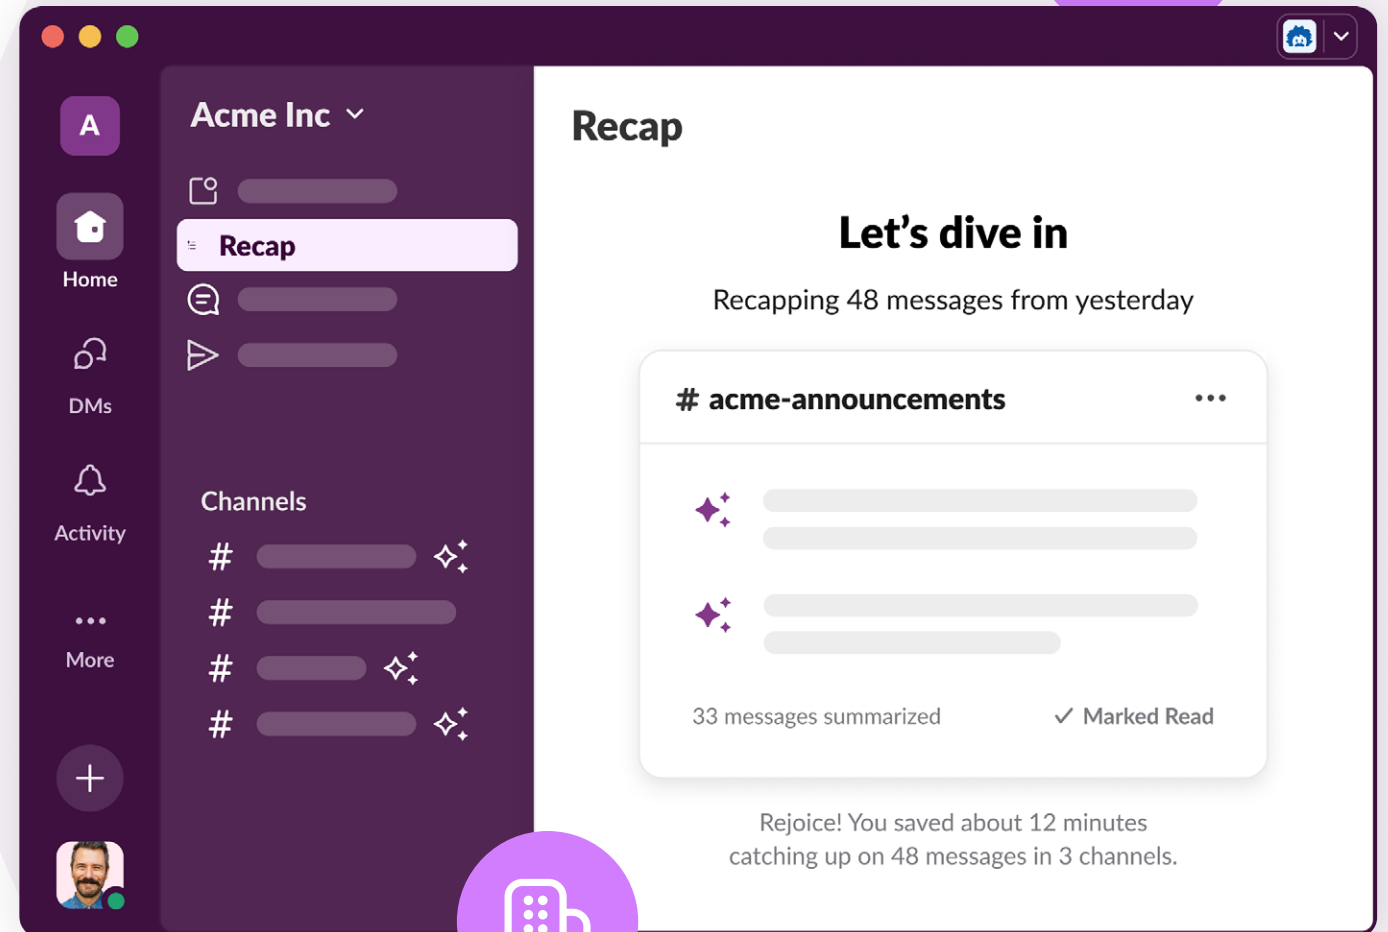 A
Home
DMs
Activity
More
Acme Inc
Recap
Channels
#
#
#
#
Recap
Let’s dive in
Recapping 48 messages from yesterday
# acme-announcements
33 messages summarized
✓ Marked Read
Rejoice! You saved about 12 minutes
catching up on 48 messages in 3 channels.